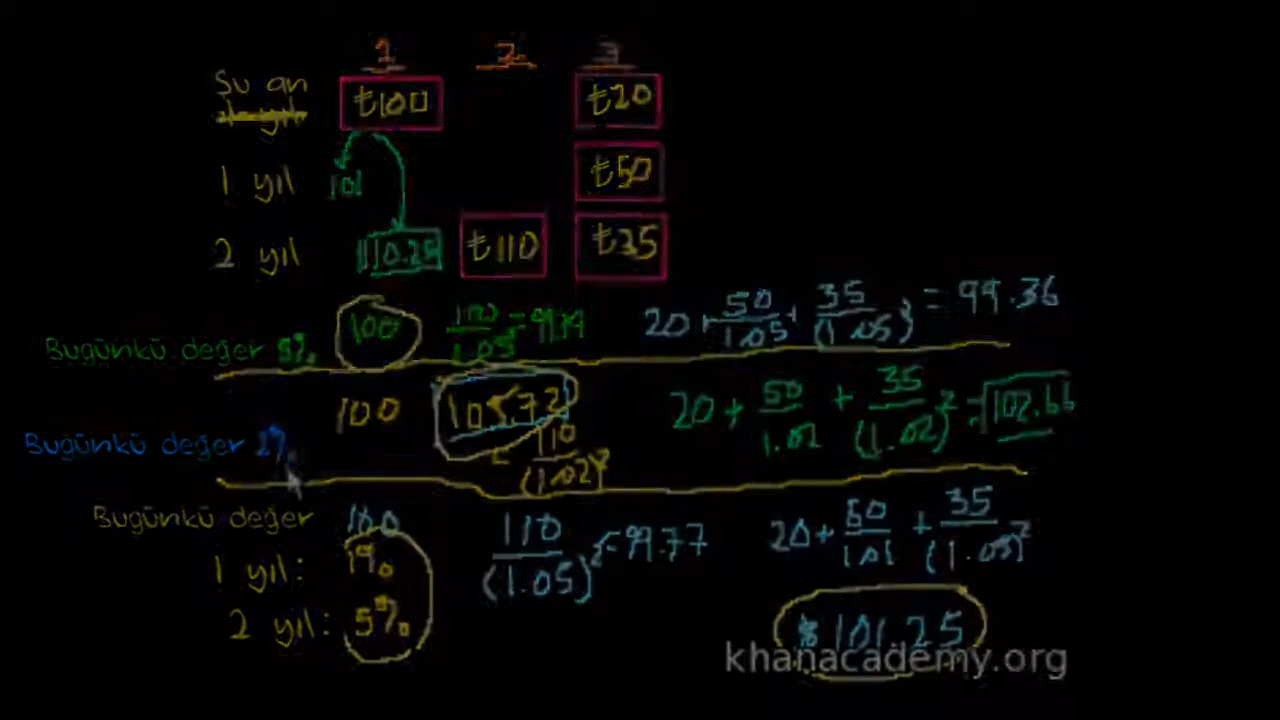 1 2 3
Şu an ₺100 ₺20
1 yıl
1 yıl 101 ₺50
2 yıl 110.25 ₺110 ₺35
Bugünkü değer 5% 100 110/1.05² = 99.77 20 + 50/1.05 + 35/(1.05)² = 99.36
Bugünkü değer 2% 100 105.72 = 110/(1.02)² 20 + 50/1.02 + 35/(1.02)² = 102.66
Bugünkü değer 100 110/(1.05)² = 99.77 20 + 50/1.01 + 35/(1.05)²
1 yıl: 1%
2 yıl: 5% $101.25
khanacademy.org